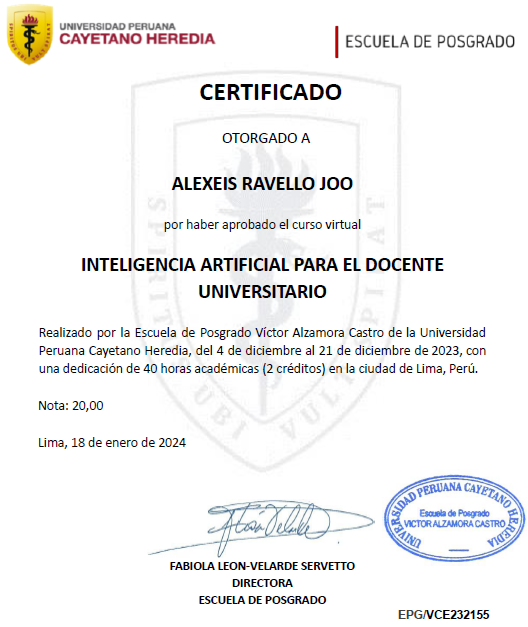 UNIVERSIDAD PERUANA
CAYETANO HEREDIA
ESCUELA DE POSGRADO
CERTIFICADO
OTORGADO A
ALEXEIS RAVELLO JOO
por haber aprobado el curso virtual
INTELIGENCIA ARTIFICIAL PARA EL DOCENTE
UNIVERSITARIO
Realizado por la Escuela de Posgrado Víctor Alzamora Castro de la Universidad
Peruana Cayetano Heredia, del 4 de diciembre al 21 de diciembre de 2023, con
una dedicación de 40 horas académicas (2 créditos) en la ciudad de Lima, Perú.
Nota: 20,00
Lima, 18 de enero de 2024
UNIVERSIDAD PERUANA CAYETANO HEREDIA
Escuela de Posgrado
VICTOR ALZAMORA CASTRO
FABIOLA LEON-VELARDE SERVETTO
DIRECTORA
ESCUELA DE POSGRADO
EPG/VCE232155